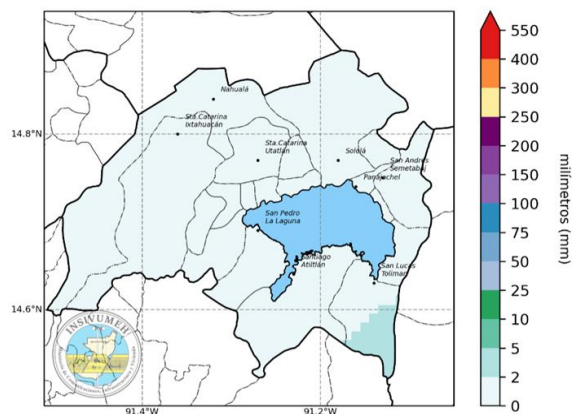 Nahualá
Sta.Catarina
Ixtahuacán
Sta.Catarina
Utatlán
Sololá
San Andrés
Semetabaj
Panajachel
San Pedro
La Laguna
Santiago
Atitlán
San Lucas
Tolimán
14.8°N
14.6°N
91.4°W
91.2°W
INSIVUMEH
550
400
300
250
200
150
100
75
50
25
10
5
2
0
milímetros (mm)